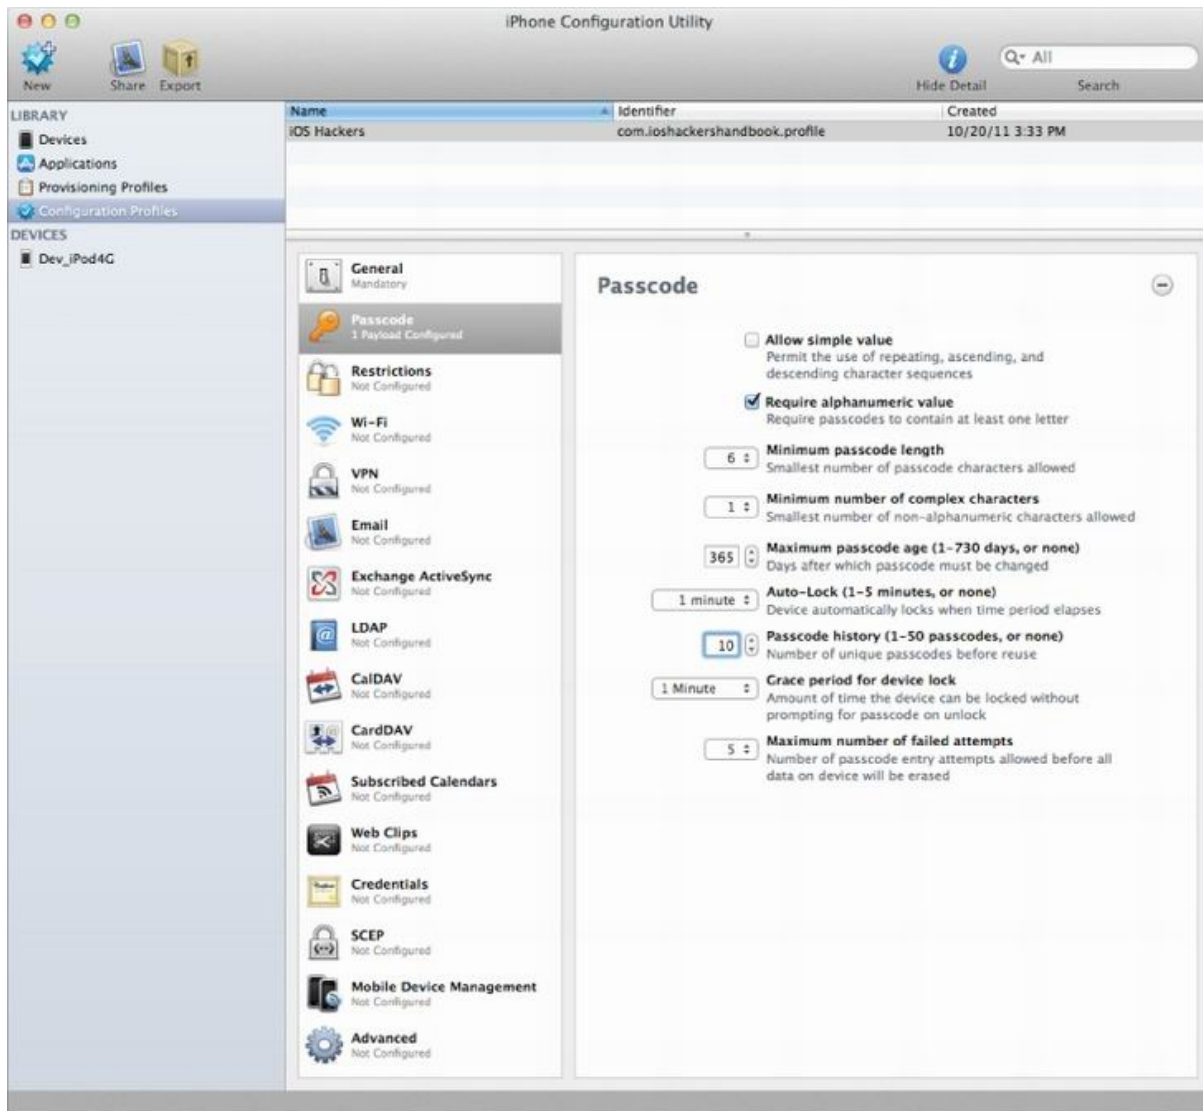 iPhone Configuration Utility
New
Share
Export
Hide Detail
All
Search
LIBRARY
Devices
Applications
Provisioning Profiles
Configuration Profiles
DEVICES
Dev_iPod4G
Name
Identifier
Created
iOS Hackers
com.ioshackershandbook.profile
10/20/11 3:33 PM
General
Mandatory
Passcode
1 Payload Configured
Restrictions
Not Configured
Wi-Fi
Not Configured
VPN
Not Configured
Email
Not Configured
Exchange ActiveSync
Not Configured
LDAP
Not Configured
CalDAV
Not Configured
CardDAV
Not Configured
Subscribed Calendars
Not Configured
Web Clips
Not Configured
Credentials
Not Configured
SCEP
Not Configured
Mobile Device Management
Not Configured
Advanced
Not Configured
Passcode
Allow simple value
Permit the use of repeating, ascending, and
descending character sequences
Require alphanumeric value
Require passcodes to contain at least one letter
6
Minimum passcode length
Smallest number of passcode characters allowed
1
Minimum number of complex characters
Smallest number of non-alphanumeric characters allowed
365
Maximum passcode age (1-730 days, or none)
Days after which passcode must be changed
1 minute
Auto-Lock (1-5 minutes, or none)
Device automatically locks when time period elapses
10
Passcode history (1-50 passcodes, or none)
Number of unique passcodes before reuse
1 Minute
Grace period for device lock
Amount of time the device can be locked without
prompting for passcode on unlock
5
Maximum number of failed attempts
Number of passcode entry attempts allowed before all
data on device will be erased